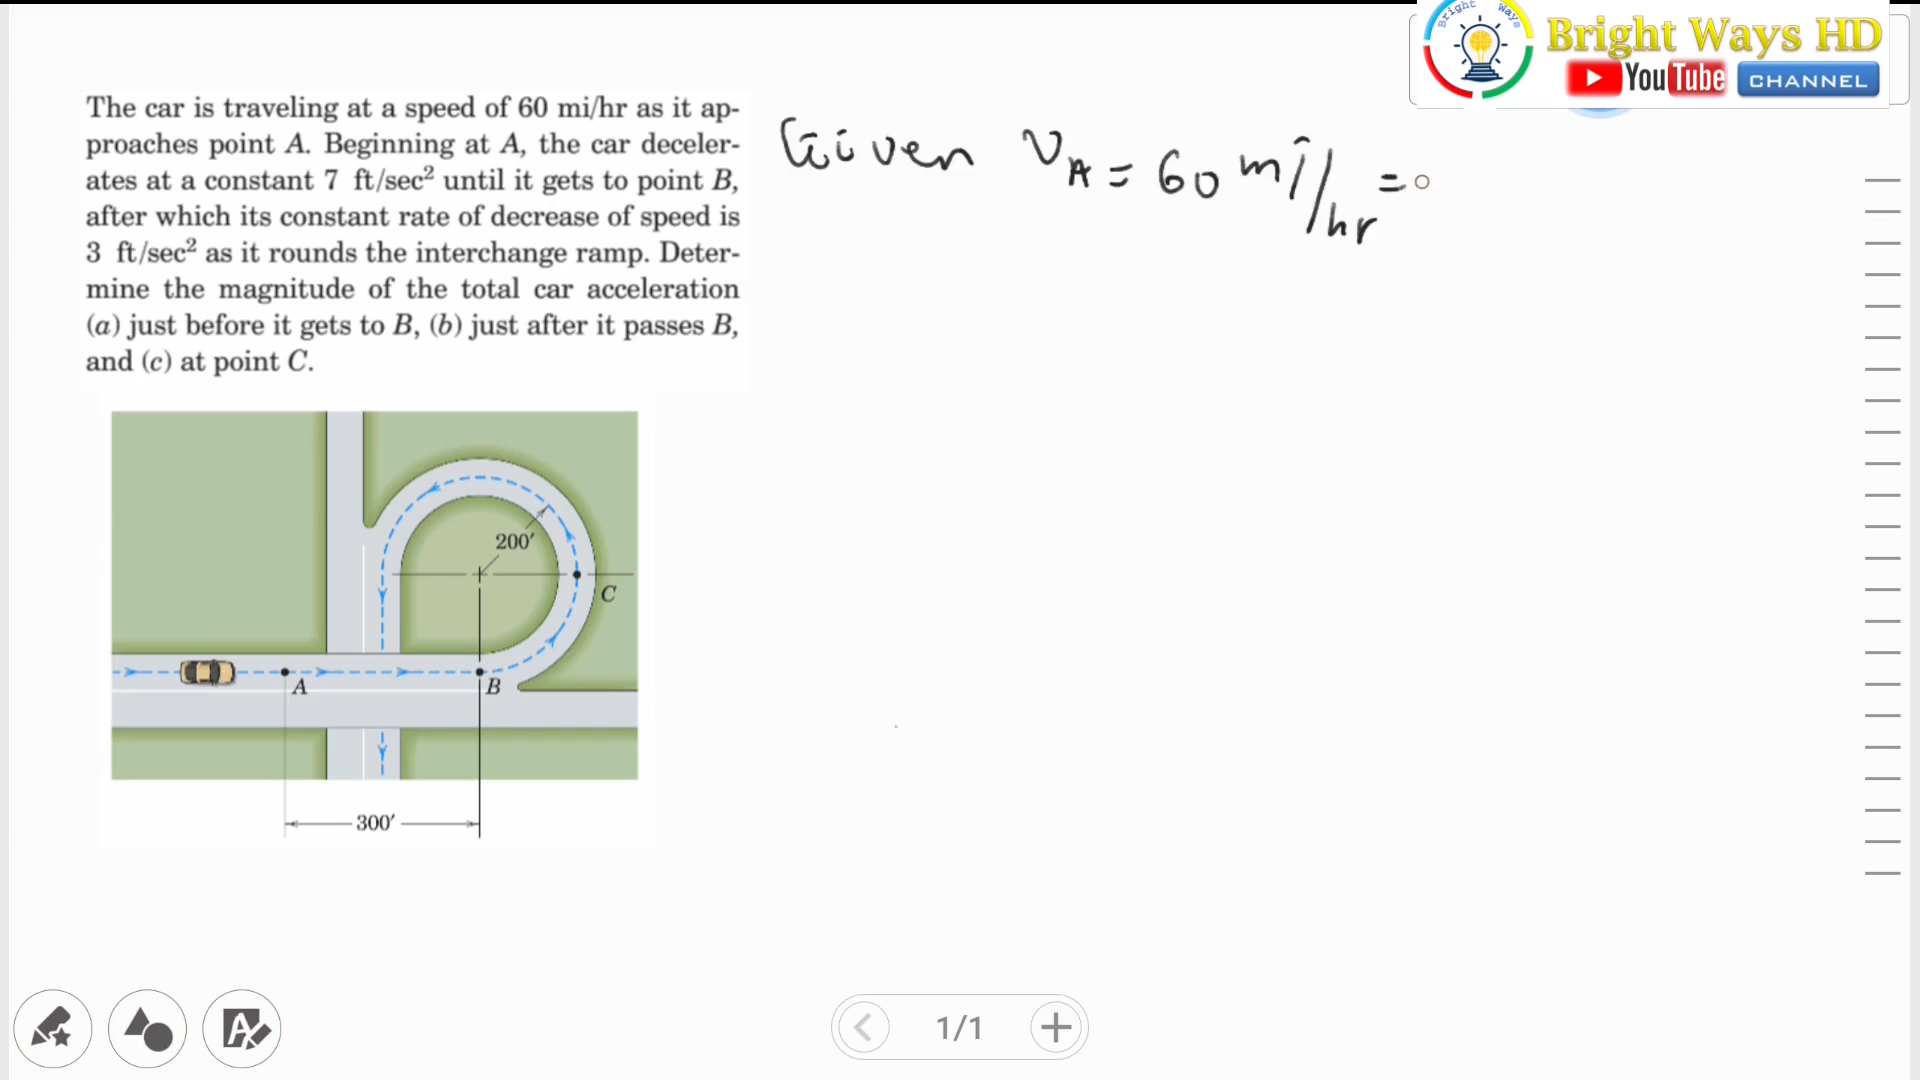 Bright Ways
Bright Ways HD
YouTube CHANNEL
The car is traveling at a speed of 60 mi/hr as it ap-
proaches point A. Beginning at A, the car deceler-
ates at a constant 7 ft/sec² until it gets to point B,
after which its constant rate of decrease of speed is
3 ft/sec² as it rounds the interchange ramp. Deter-
mine the magnitude of the total car acceleration
(a) just before it gets to B, (b) just after it passes B,
and (c) at point C.
Given V_A = 60 mi/hr =
200′
C
A
B
300′
1/1